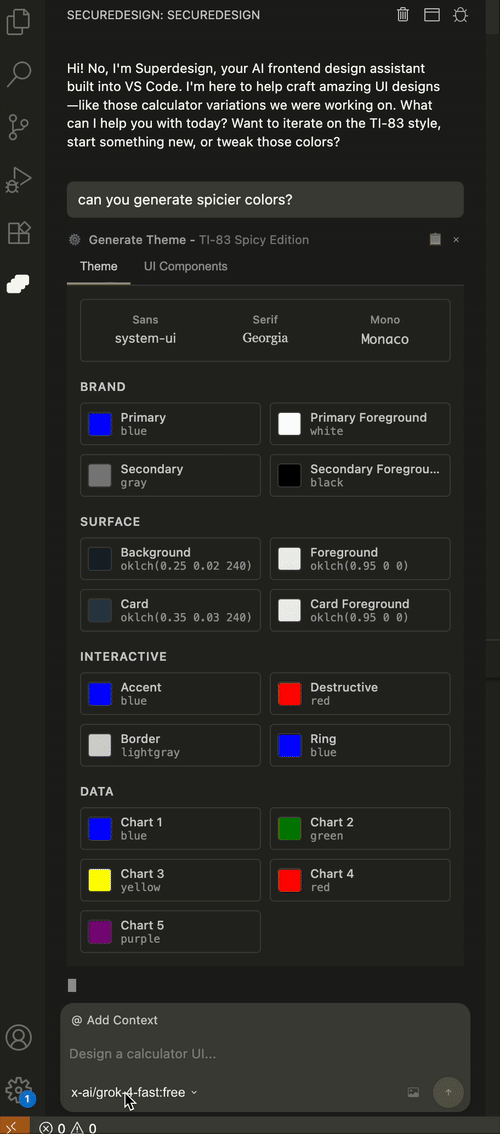 SECUREDESIGN: SECUREDESIGN
Hi! No, I'm Superdesign, your AI frontend design assistant
built into VS Code. I'm here to help craft amazing UI designs
—like those calculator variations we were working on. What
can I help you with today? Want to iterate on the TI-83 style,
start something new, or tweak those colors?
can you generate spicier colors?
Generate Theme - TI-83 Spicy Edition
×
Theme UI Components
Sans Serif Mono
system-ui Georgia Monaco
BRAND
Primary Primary Foreground
blue white
Secondary Secondary Foregrou...
gray black
SURFACE
Background Foreground
oklch(0.25 0.02 240) oklch(0.95 0 0)
Card Card Foreground
oklch(0.35 0.03 240) oklch(0.95 0 0)
INTERACTIVE
Accent Destructive
blue red
Border Ring
lightgray blue
DATA
Chart 1 Chart 2
blue green
Chart 3 Chart 4
yellow red
Chart 5
purple
@ Add Context
Design a calculator UI...
x-ai/grok-4-fast:free
1
0 0